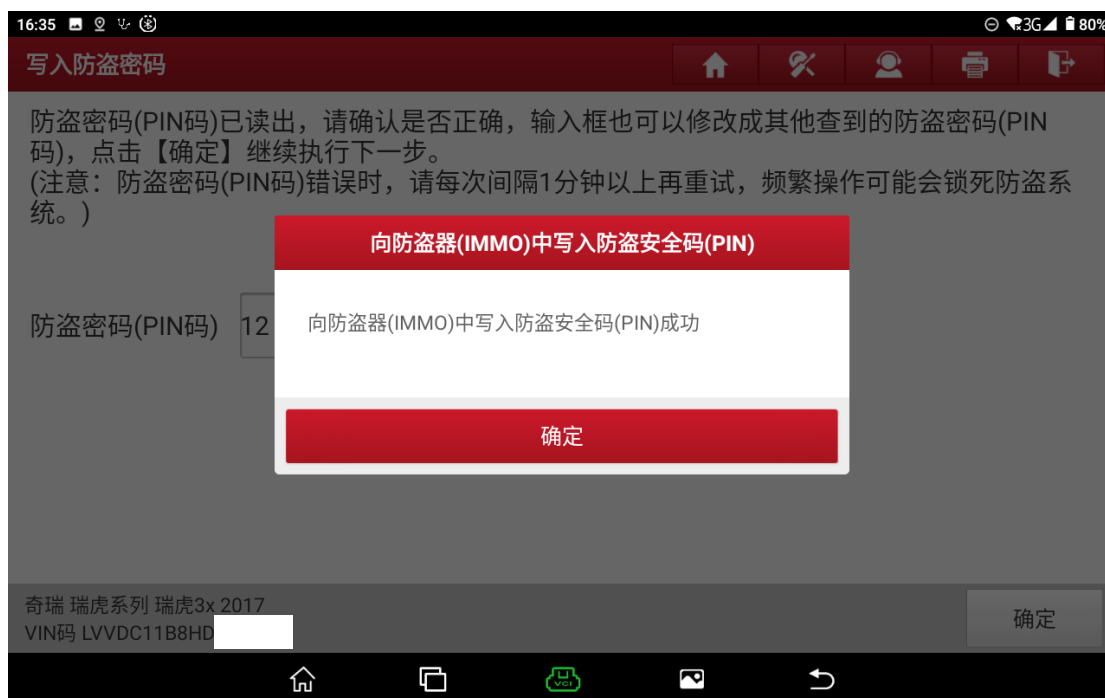 16:35
3G 80%
写入防盗密码
防盗密码(PIN码)已读出，请确认是否正确，输入框也可以修改成其他查到的防盗密码(PIN
码)，点击【确定】继续执行下一步。
(注意：防盗密码(PIN码)错误时，请每次间隔1分钟以上再重试，频繁操作可能会锁死防盗系
统。)
向防盗器(IMMO)中写入防盗安全码(PIN)
防盗密码(PIN码) 12
向防盗器(IMMO)中写入防盗安全码(PIN)成功
确定
奇瑞 瑞虎系列 瑞虎3x 2017
VIN码 LVVDC11B8HD
确定
VCI